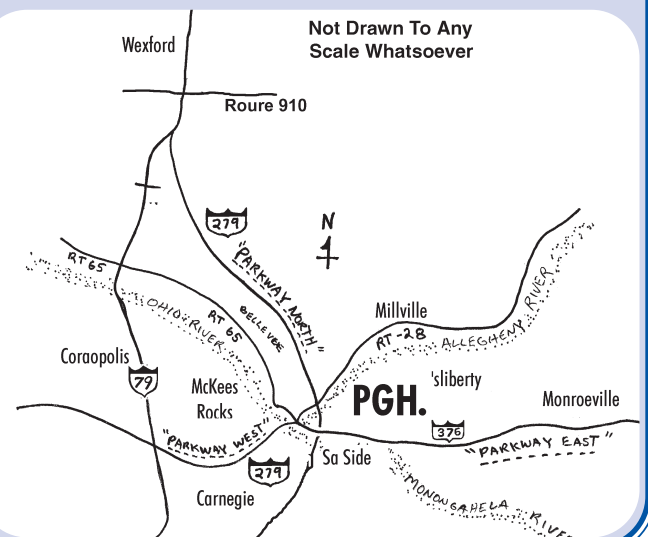 Not Drawn To Any
Scale Whatsoever
Wexford
Roure 910
279
N
"PARKWAY NORTH"
RT 65
OHIO RIVER
RT 65
BELLEVEE
Millville
RT-28
ALLEGHENY RIVER
Coraopolis
79
McKees
Rocks
PGH.
'sliberty
Monroeville
376
"PARKWAY EAST"
"PARKWAY WEST"
279
Sa Side
Carnegie
MONONGAHELA RIVER